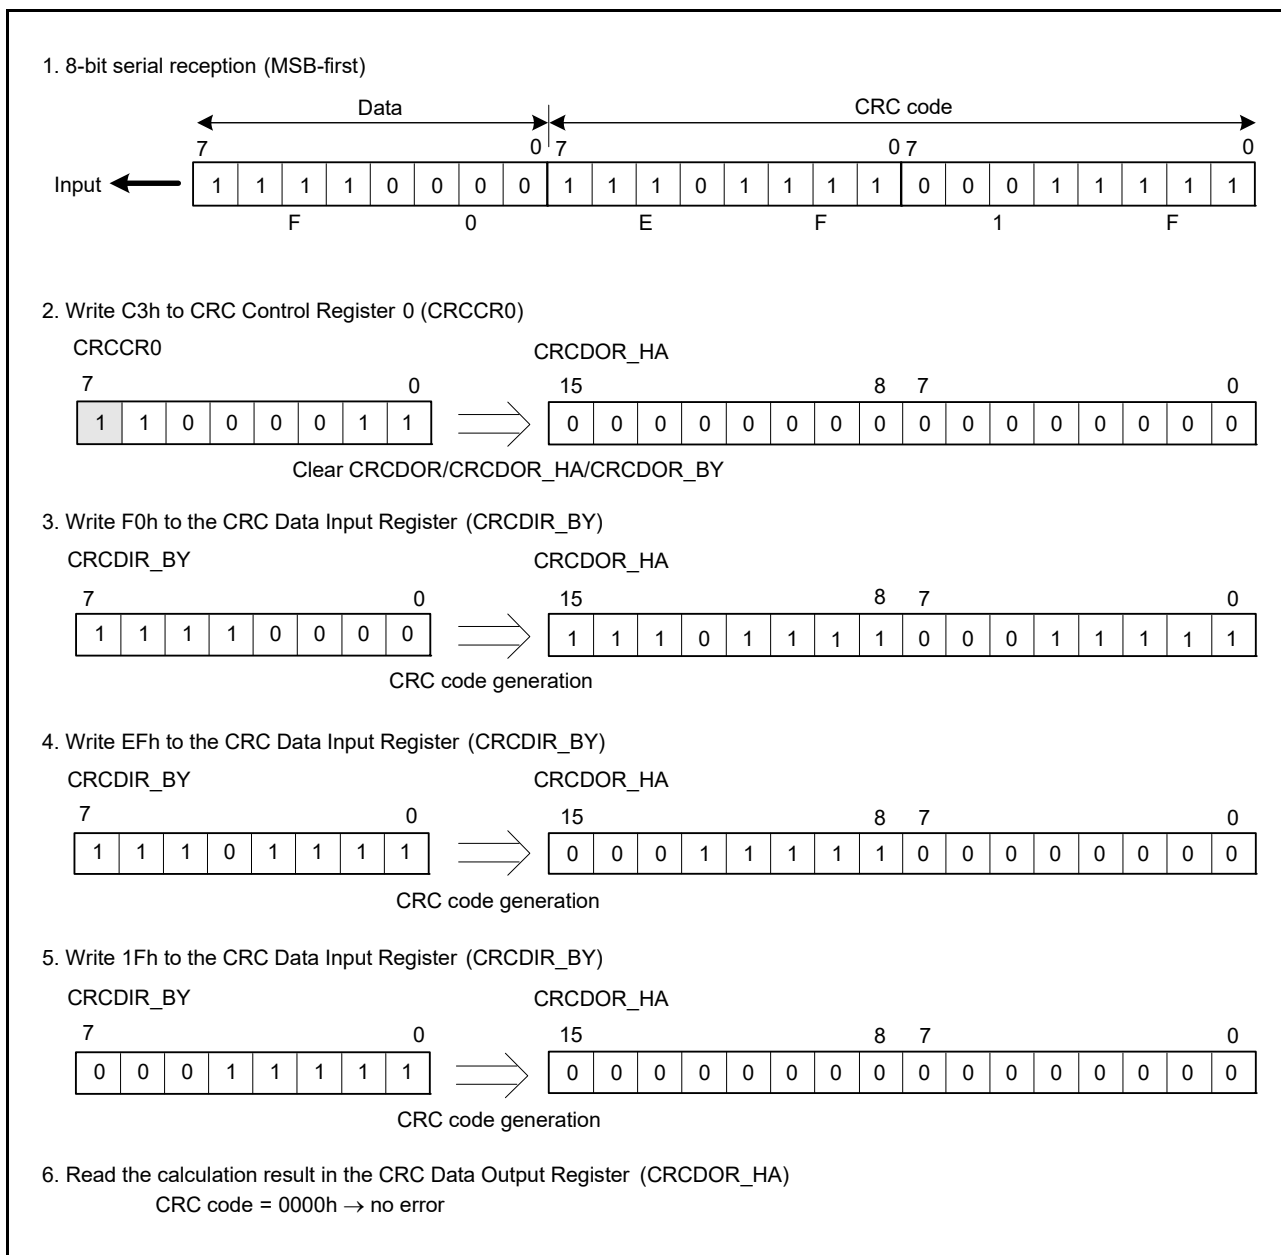 1. 8-bit serial reception (MSB-first)
Data CRC code
7 0 7 0 7 0
Input 1 1 1 1 0 0 0 0 1 1 1 0 1 1 1 1 0 0 0 1 1 1 1 1
F 0 E F 1 F
2. Write C3h to CRC Control Register 0 (CRCCR0)
CRCCR0 CRCDOR_HA
7 0 15 8 7 0
1 1 0 0 0 0 1 1 0 0 0 0 0 0 0 0 0 0 0 0 0 0 0 0
Clear CRCDOR/CRCDOR_HA/CRCDOR_BY
3. Write F0h to the CRC Data Input Register (CRCDIR_BY)
CRCDIR_BY CRCDOR_HA
7 0 15 8 7 0
1 1 1 1 0 0 0 0 1 1 1 0 1 1 1 1 0 0 0 1 1 1 1 1
CRC code generation
4. Write EFh to the CRC Data Input Register (CRCDIR_BY)
CRCDIR_BY CRCDOR_HA
7 0 15 8 7 0
1 1 1 0 1 1 1 1 0 0 0 1 1 1 1 1 0 0 0 0 0 0 0 0
CRC code generation
5. Write 1Fh to the CRC Data Input Register (CRCDIR_BY)
CRCDIR_BY CRCDOR_HA
7 0 15 8 7 0
0 0 0 1 1 1 1 1 0 0 0 0 0 0 0 0 0 0 0 0 0 0 0 0
CRC code generation
6. Read the calculation result in the CRC Data Output Register (CRCDOR_HA)
CRC code = 0000h → no error